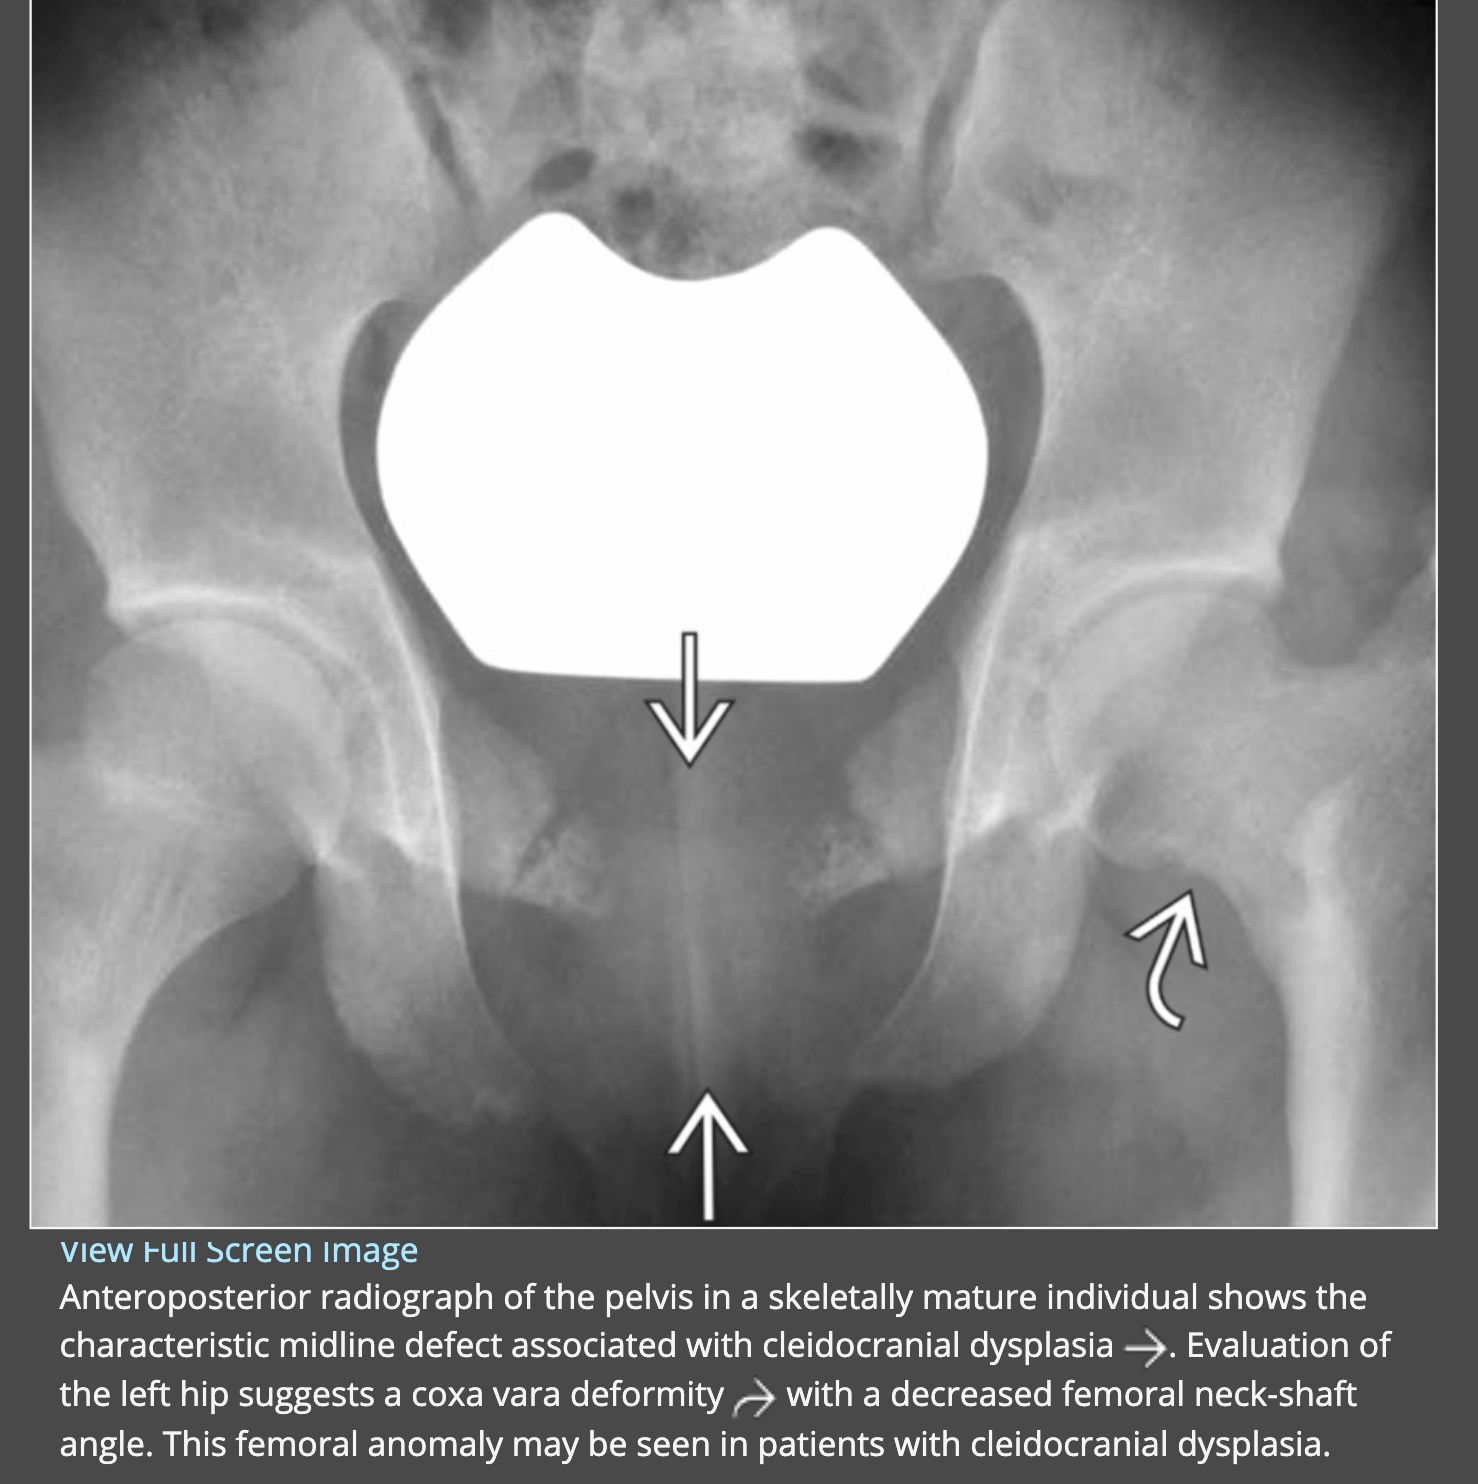 View Full Screen Image
Anteroposterior radiograph of the pelvis in a skeletally mature individual shows the
characteristic midline defect associated with cleidocranial dysplasia →. Evaluation of
the left hip suggests a coxa vara deformity ↷ with a decreased femoral neck-shaft
angle. This femoral anomaly may be seen in patients with cleidocranial dysplasia.